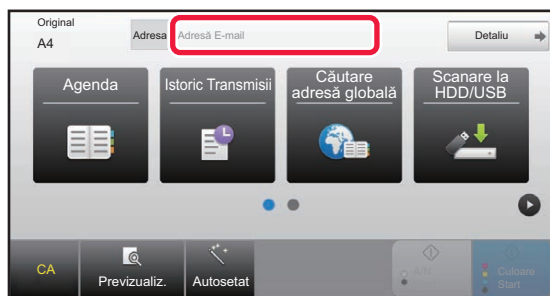 Original
A4
Adresa
Adresă E-mail
Detaliu
Agenda
Istoric Transmisii
Căutare
adresă globală
Scanare la
HDD/USB
CA
Previzualiz.
Autosetat
A/N
Start
Culoare
Start